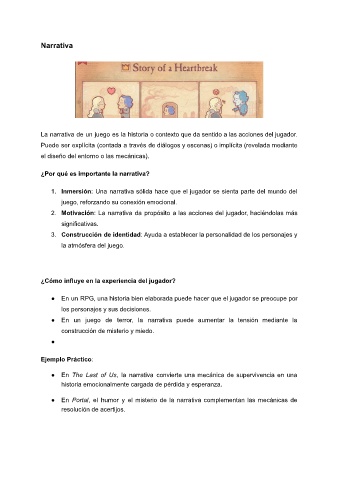 Narrativa
Story of a Heartbreak
La narrativa de un juego es la historia o contexto que da sentido a las acciones del jugador.
Puede ser explícita (contada a través de diálogos y escenas) o implícita (revelada mediante
el diseño del entorno o las mecánicas).
¿Por qué es importante la narrativa?
1. Inmersión: Una narrativa sólida hace que el jugador se sienta parte del mundo del
juego, reforzando su conexión emocional.
2. Motivación: La narrativa da propósito a las acciones del jugador, haciéndolas más
significativas.
3. Construcción de identidad: Ayuda a establecer la personalidad de los personajes y
la atmósfera del juego.
¿Cómo influye en la experiencia del jugador?
● En un RPG, una historia bien elaborada puede hacer que el jugador se preocupe por
los personajes y sus decisiones.
● En un juego de terror, la narrativa puede aumentar la tensión mediante la
construcción de misterio y miedo.
●
Ejemplo Práctico:
● En The Last of Us, la narrativa convierte una mecánica de supervivencia en una
historia emocionalmente cargada de pérdida y esperanza.
● En Portal, el humor y el misterio de la narrativa complementan las mecánicas de
resolución de acertijos.